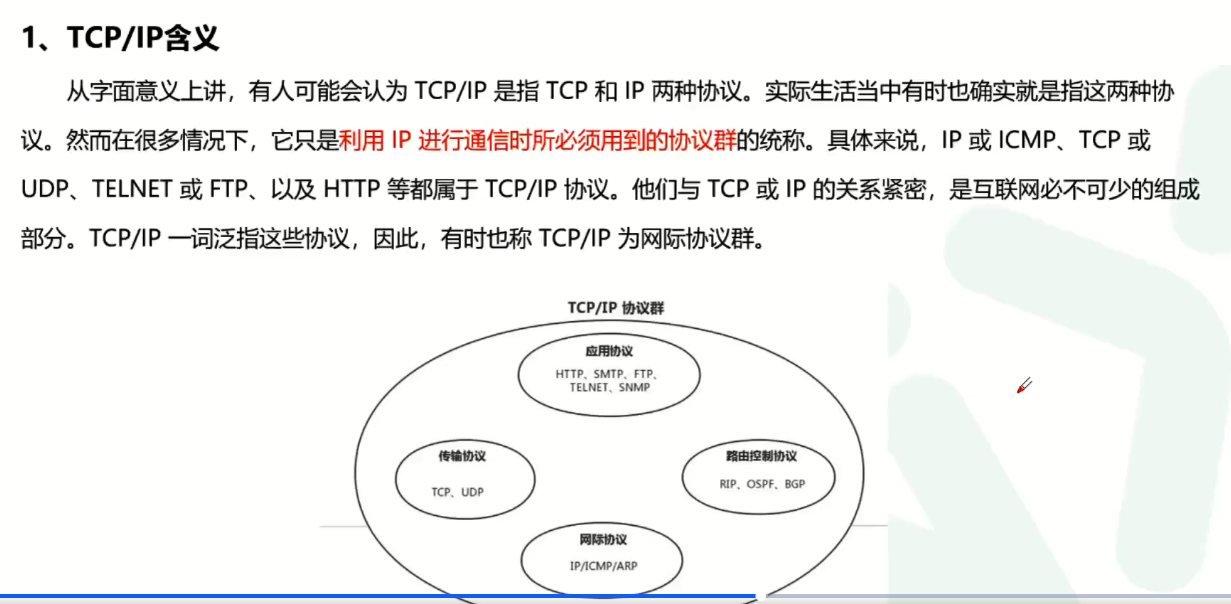 1、TCP/IP含义
从字面意义上讲，有人可能会认为 TCP/IP 是指 TCP 和 IP 两种协议。实际生活当中有时也确实就是指这两种协
议。然而在很多情况下，它只是利用 IP 进行通信时所必须用到的协议群的统称。具体来说，IP 或 ICMP、TCP 或
UDP、TELNET 或 FTP、以及 HTTP 等都属于 TCP/IP 协议。他们与 TCP 或 IP 的关系紧密，是互联网必不可少的组成
部分。TCP/IP 一词泛指这些协议，因此，有时也称 TCP/IP 为网际协议群。
TCP/IP 协议群
应用协议
HTTP、SMTP、FTP、
TELNET、SNMP
传输协议
TCP、UDP
路由控制协议
RIP、OSPF、BGP
网际协议
IP/ICMP/ARP